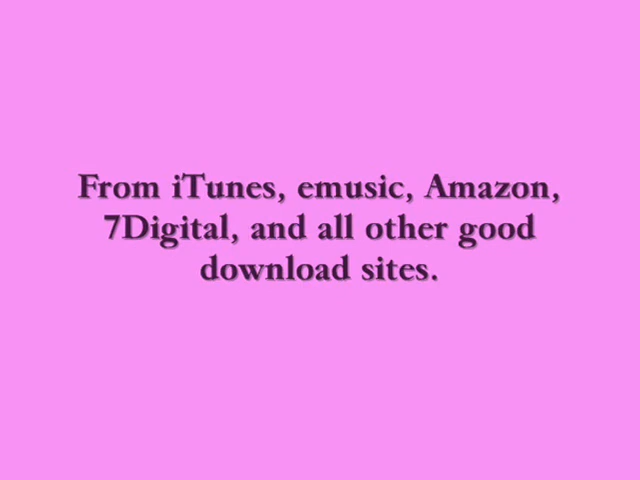 From iTunes, emusic, Amazon,
7Digital, and all other good
download sites.